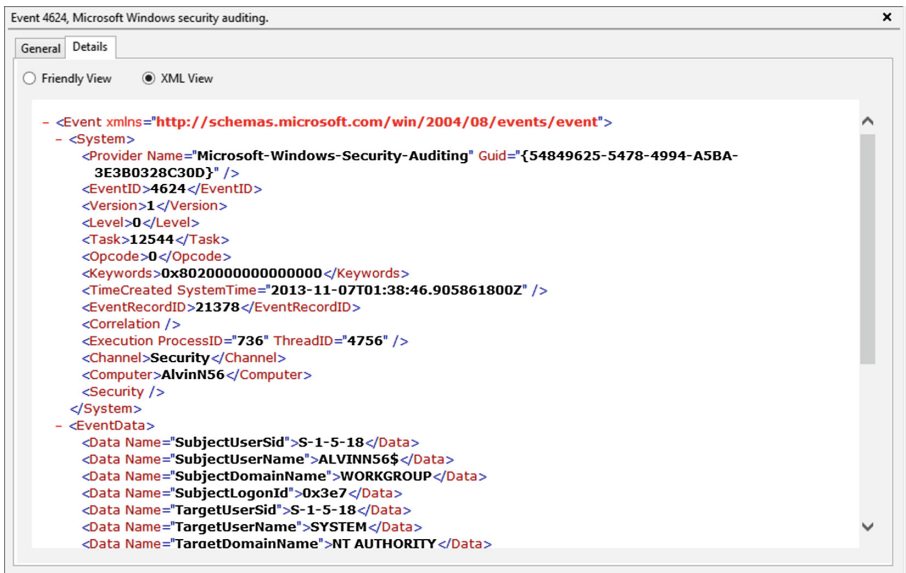 Event 4624, Microsoft Windows security auditing.
General Details
Friendly View XML View
- <Event xmlns="http://schemas.microsoft.com/win/2004/08/events/event">
- <System>
<Provider Name="Microsoft-Windows-Security-Auditing" Guid="{54849625-5478-4994-A5BA-
3E3B0328C30D}" />
<EventID>4624</EventID>
<Version>1</Version>
<Level>0</Level>
<Task>12544</Task>
<Opcode>0</Opcode>
<Keywords>0x8020000000000000</Keywords>
<TimeCreated SystemTime="2013-11-07T01:38:46.905861800Z" />
<EventRecordID>21378</EventRecordID>
<Correlation />
<Execution ProcessID="736" ThreadID="4756" />
<Channel>Security</Channel>
<Computer>AlvinN56</Computer>
<Security />
</System>
- <EventData>
<Data Name="SubjectUserSid">S-1-5-18</Data>
<Data Name="SubjectUserName">ALVINN56$</Data>
<Data Name="SubjectDomainName">WORKGROUP</Data>
<Data Name="SubjectLogonId">0x3e7</Data>
<Data Name="TargetUserSid">S-1-5-18</Data>
<Data Name="TargetUserName">SYSTEM</Data>
<Data Name="TargetDomainName">NT AUTHORITY</Data>